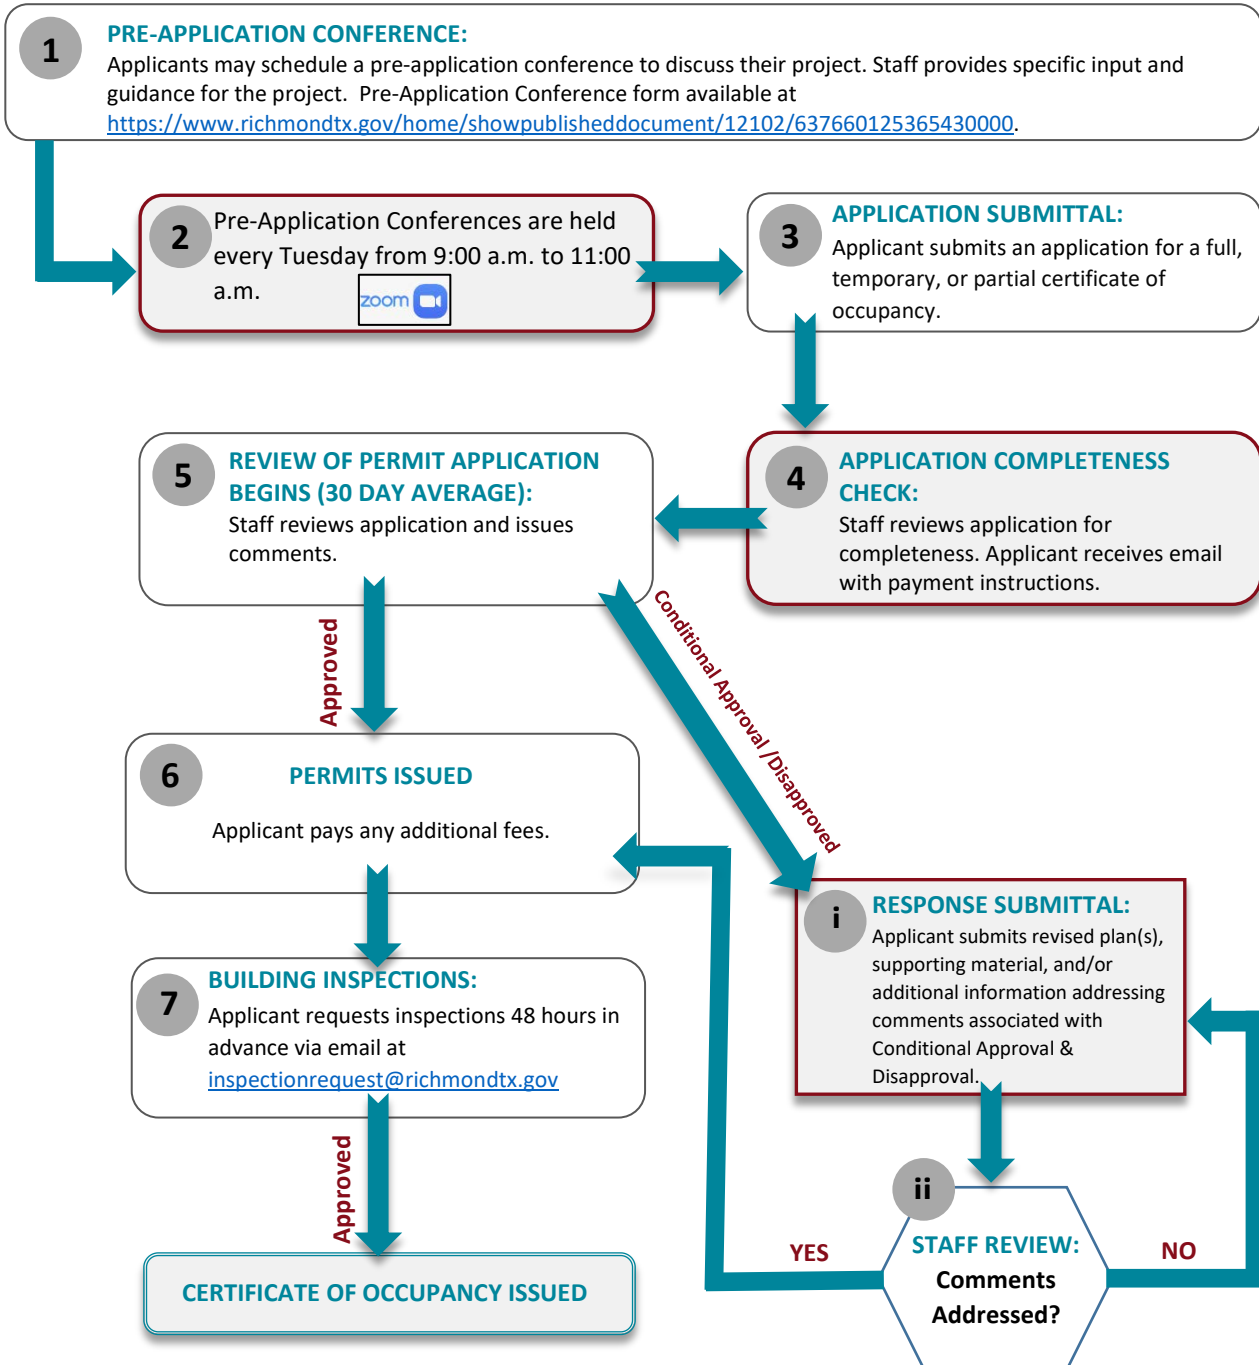 1
PRE-APPLICATION CONFERENCE:
Applicants may schedule a pre-application conference to discuss their project. Staff provides specific input and
guidance for the project. Pre-Application Conference form available at
https://www.richmondtx.gov/home/showpublisheddocument/12102/637660125365430000.
2
Pre-Application Conferences are held
every Tuesday from 9:00 a.m. to 11:00
a.m.
zoom
3
APPLICATION SUBMITTAL:
Applicant submits an application for a full,
temporary, or partial certificate of
occupancy.
4
APPLICATION COMPLETENESS
CHECK:
Staff reviews application for
completeness. Applicant receives email
with payment instructions.
5
REVIEW OF PERMIT APPLICATION
BEGINS (30 DAY AVERAGE):
Staff reviews application and issues
comments.
Approved
Conditional Approval /Disapproved
6
PERMITS ISSUED
Applicant pays any additional fees.
7
BUILDING INSPECTIONS:
Applicant requests inspections 48 hours in
advance via email at
inspectionrequest@richmondtx.gov
Approved
CERTIFICATE OF OCCUPANCY ISSUED
i
RESPONSE SUBMITTAL:
Applicant submits revised plan(s),
supporting material, and/or
additional information addressing
comments associated with
Conditional Approval &
Disapproval.
ii
STAFF REVIEW:
Comments
Addressed?
YES
NO